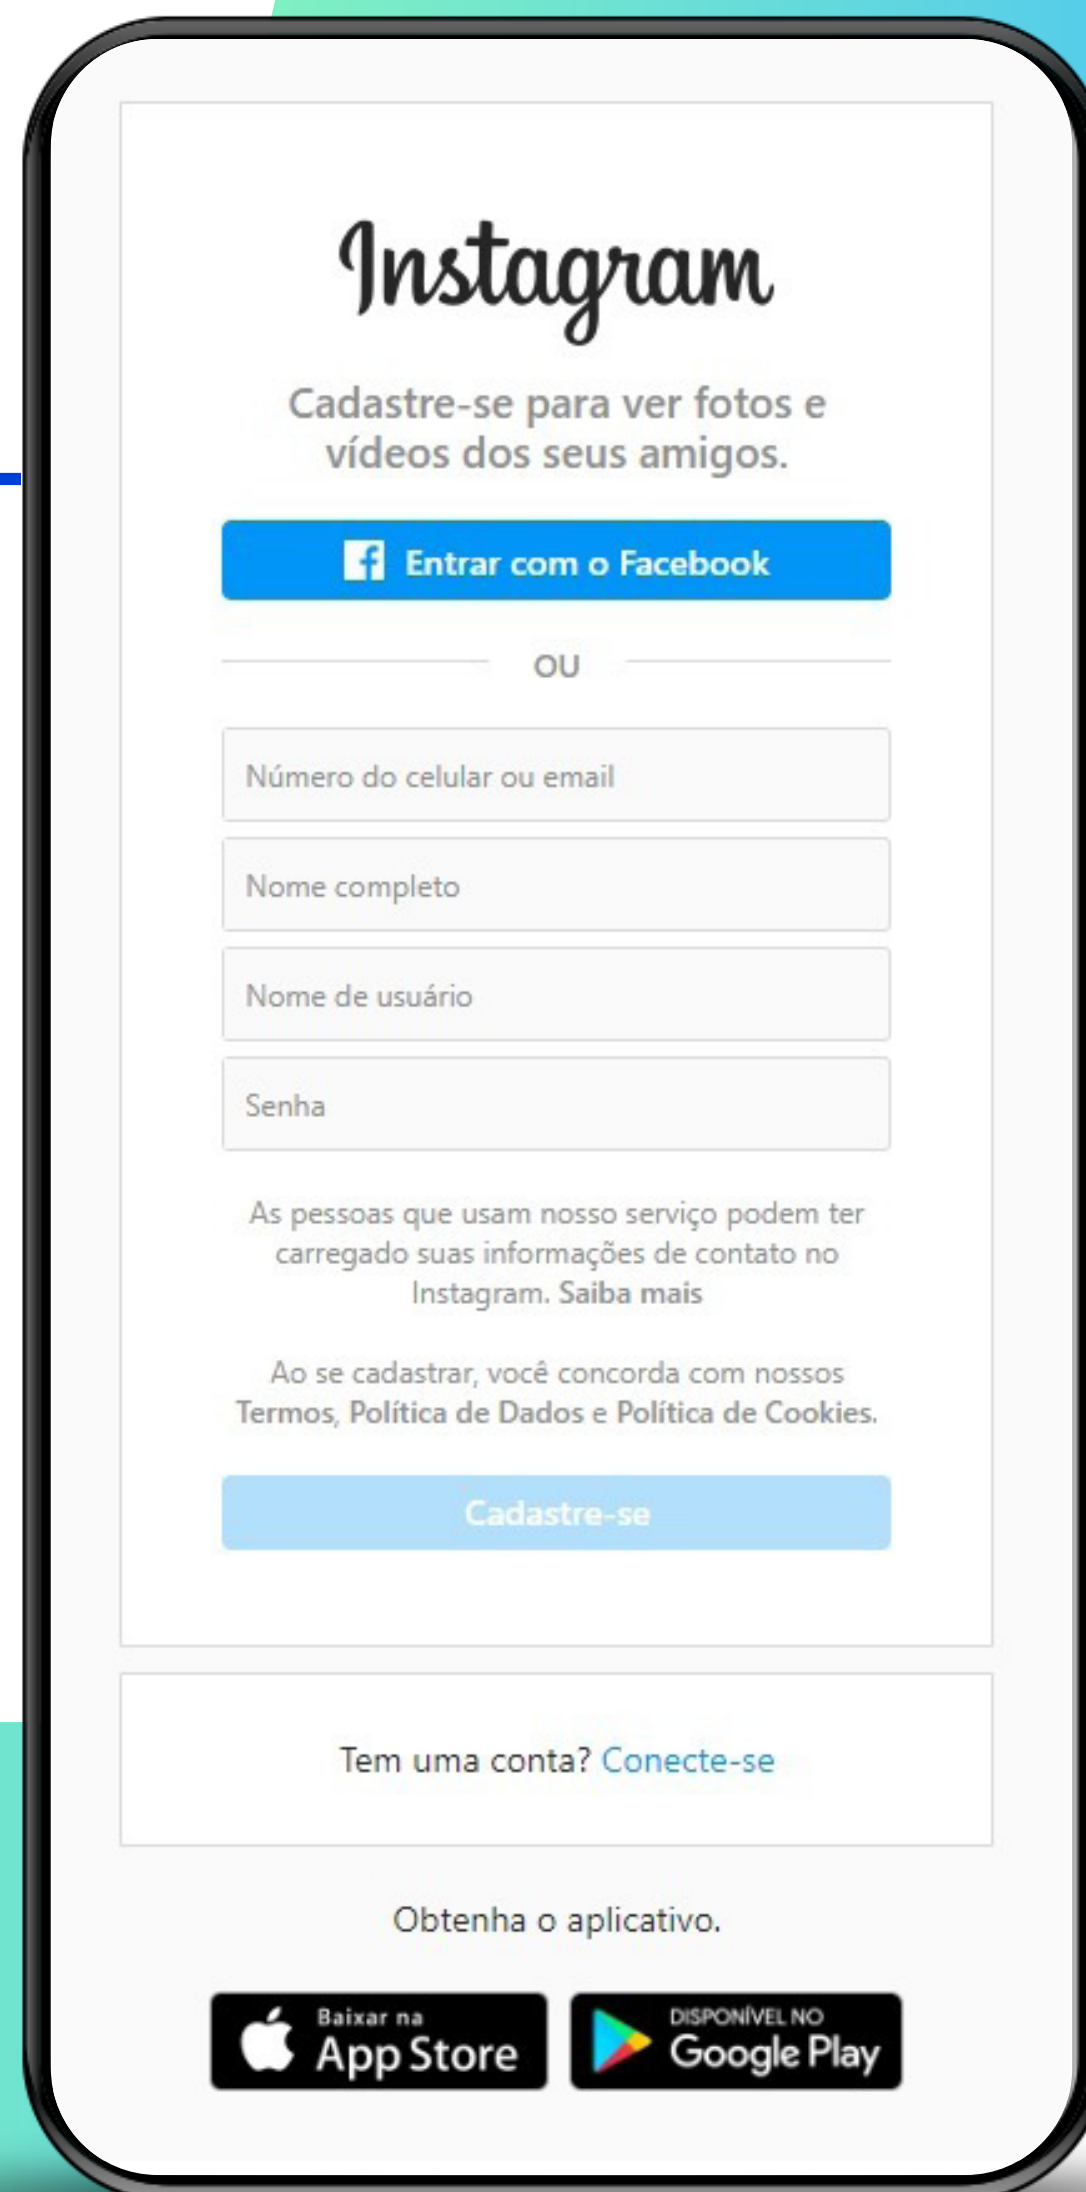 Instagram
Cadastre-se para ver fotos e
vídeos dos seus amigos.
Entrar com o Facebook
OU
Número do celular ou email
Nome completo
Nome de usuário
Senha
As pessoas que usam nosso serviço podem ter
carregado suas informações de contato no
Instagram. Saiba mais
Ao se cadastrar, você concorda com nossos
Termos, Política de Dados e Política de Cookies.
Cadastre-se
Tem uma conta? Conecte-se
Obtenha o aplicativo.
Baixar na
App Store
DISPONÍVEL NO
Google Play